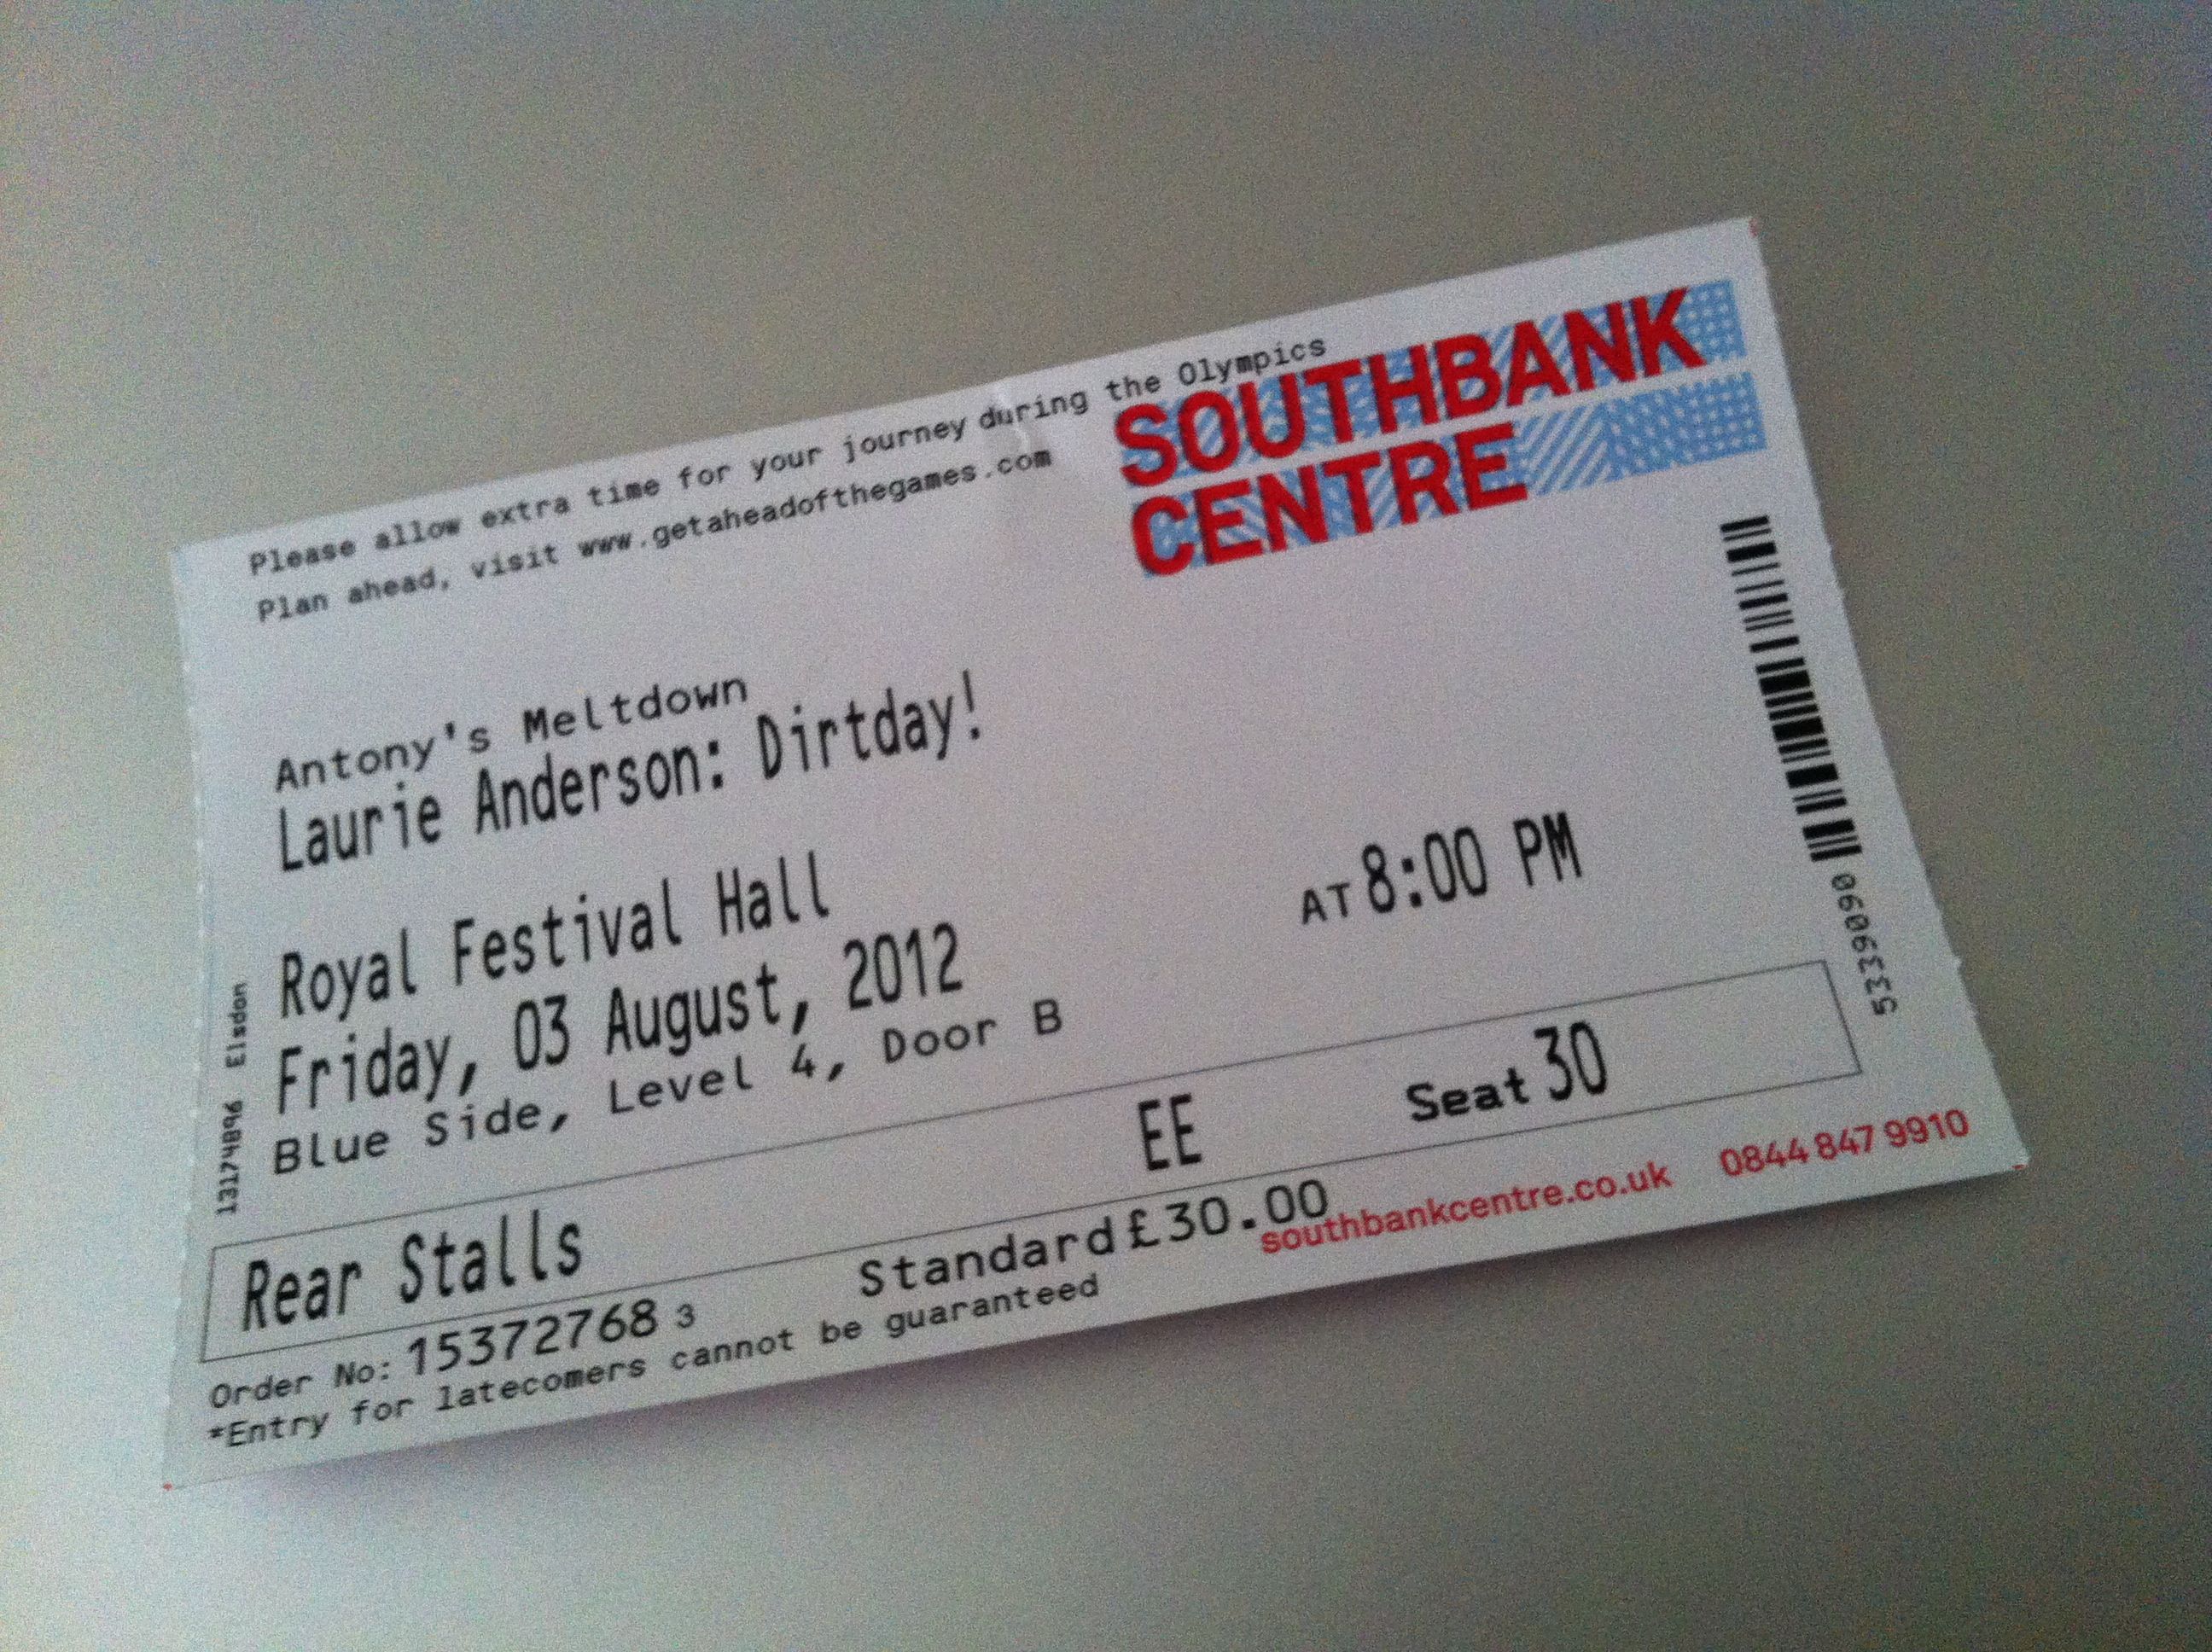 Please allow extra time for your journey during the Olympics
Plan ahead, visit www.getaheadofthegames.com
SOUTHBANK
CENTRE
Antony's Meltdown
Laurie Anderson: Dirtday!
Royal Festival Hall
Friday, 03 August, 2012
AT 8:00 PM
Blue Side, Level 4, Door B
Rear Stalls EE Seat 30
Order No: 15372768 3 Standard £30.00
*Entry for latecomers cannot be guaranteed
southbankcentre.co.uk 0844 847 9910
13174896 Elsdon
53339090